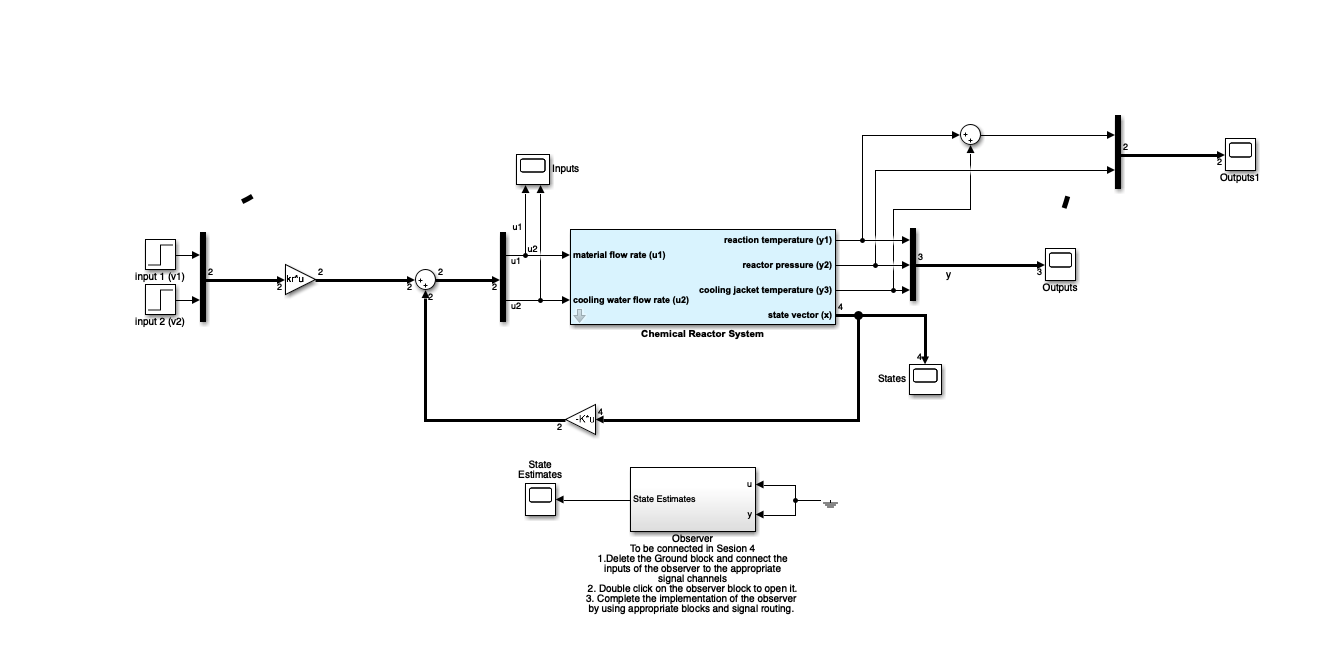 Inputs
u1
u2
u1
u2
input 1 (v1)
input 2 (v2)
2
2
kr*u
2
2
2
2
2
material flow rate (u1)
cooling water flow rate (u2)
reaction temperature (y1)
reactor pressure (y2)
cooling jacket temperature (y3)
state vector (x)
Chemical Reactor System
3
y
3
Outputs
2
2
Outputs1
4
4
States
4
-K*u
2
State
Estimates
State Estimates
u
y
Observer
To be connected in Sesion 4
1.Delete the Ground block and connect the
inputs of the observer to the appropriate
signal channels
2. Double click on the observer block to open it.
3. Complete the implementation of the observer
by using appropriate blocks and signal routing.